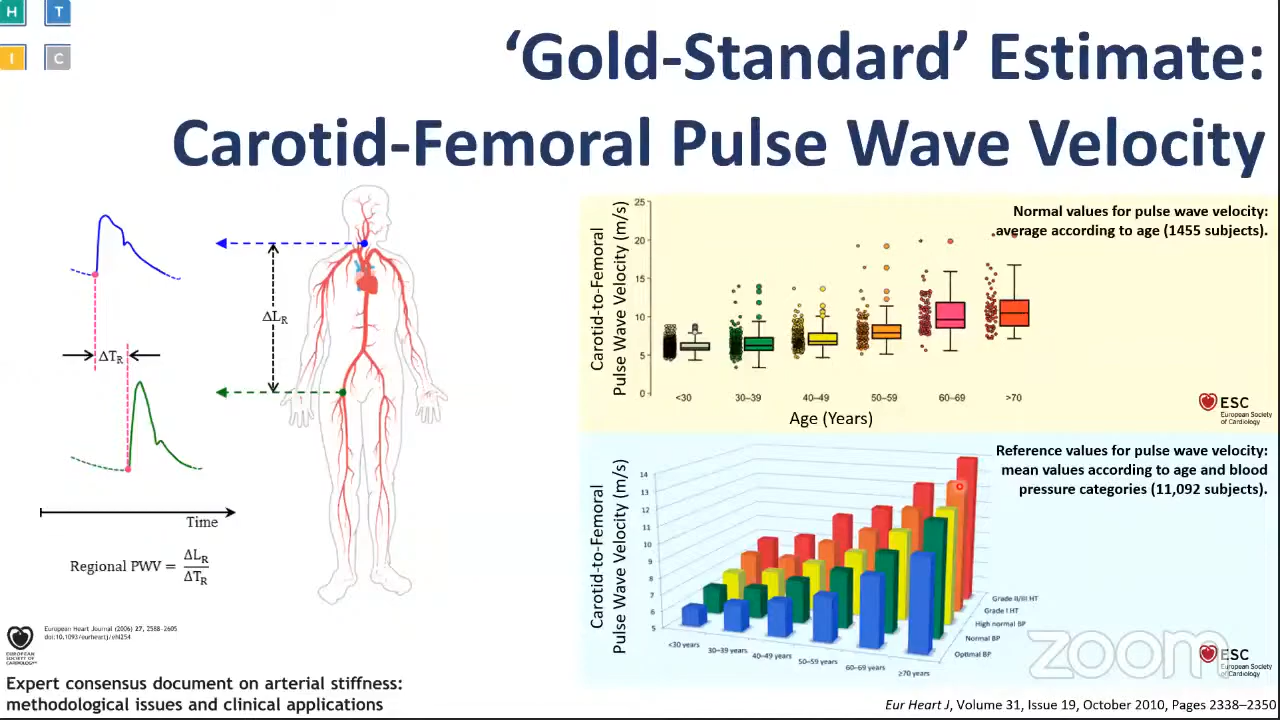 H T
I C
‘Gold-Standard’ Estimate:
Carotid-Femoral Pulse Wave Velocity
ΔL_R
ΔT_R
Time
Regional PWV = ΔL_R / ΔT_R
European Heart Journal (2006) 27, 2588–2605
EUROPEAN
SOCIETY OF
CARDIOLOGY
Expert consensus document on arterial stiffness:
methodological issues and clinical applications
Normal values for pulse wave velocity:
average according to age (1455 subjects).
Carotid-to-Femoral
Pulse Wave Velocity (m/s)
25
20
15
10
5
0
<30 30–39 40–49 50–59 60–69 >70
Age (Years)
ESC
European Society
of Cardiology
Reference values for pulse wave velocity:
mean values according to age and blood
pressure categories (11,092 subjects).
Carotid-to-Femoral
Pulse Wave Velocity (m/s)
14
13
12
11
10
9
8
7
6
5
<30 years
30–39 years
40–49 years
50–59 years
60–69 years
≥70 years
Grade II/III HT
Grade I HT
High normal BP
Normal BP
Optimal BP
zoom
ESC
European Society
of Cardiology
Eur Heart J, Volume 31, Issue 19, October 2010, Pages 2338–2350